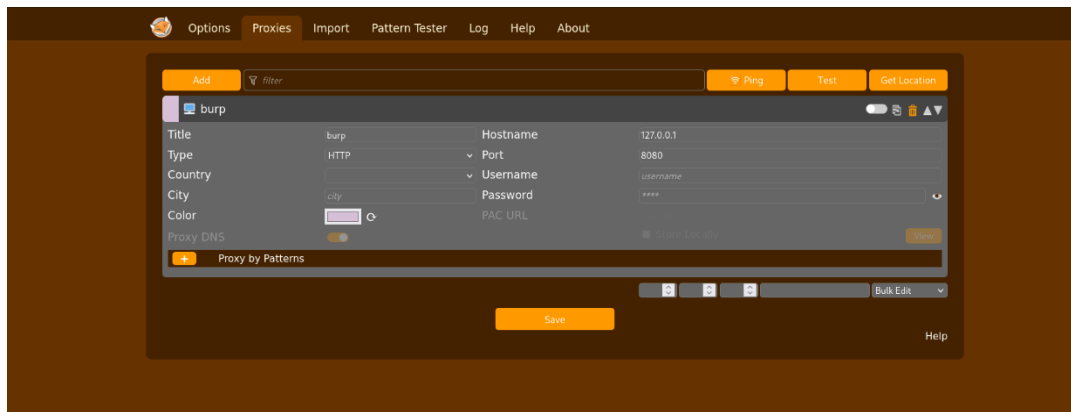 Options Proxies Import Pattern Tester Log Help About
Add filter Ping Test Get Location
burp
Title burp Hostname 127.0.0.1
Type HTTP Port 8080
Country Username username
City city Password ****
Color PAC URL
Proxy DNS Store Locally View
+ Proxy by Patterns
Bulk Edit
Save
Help